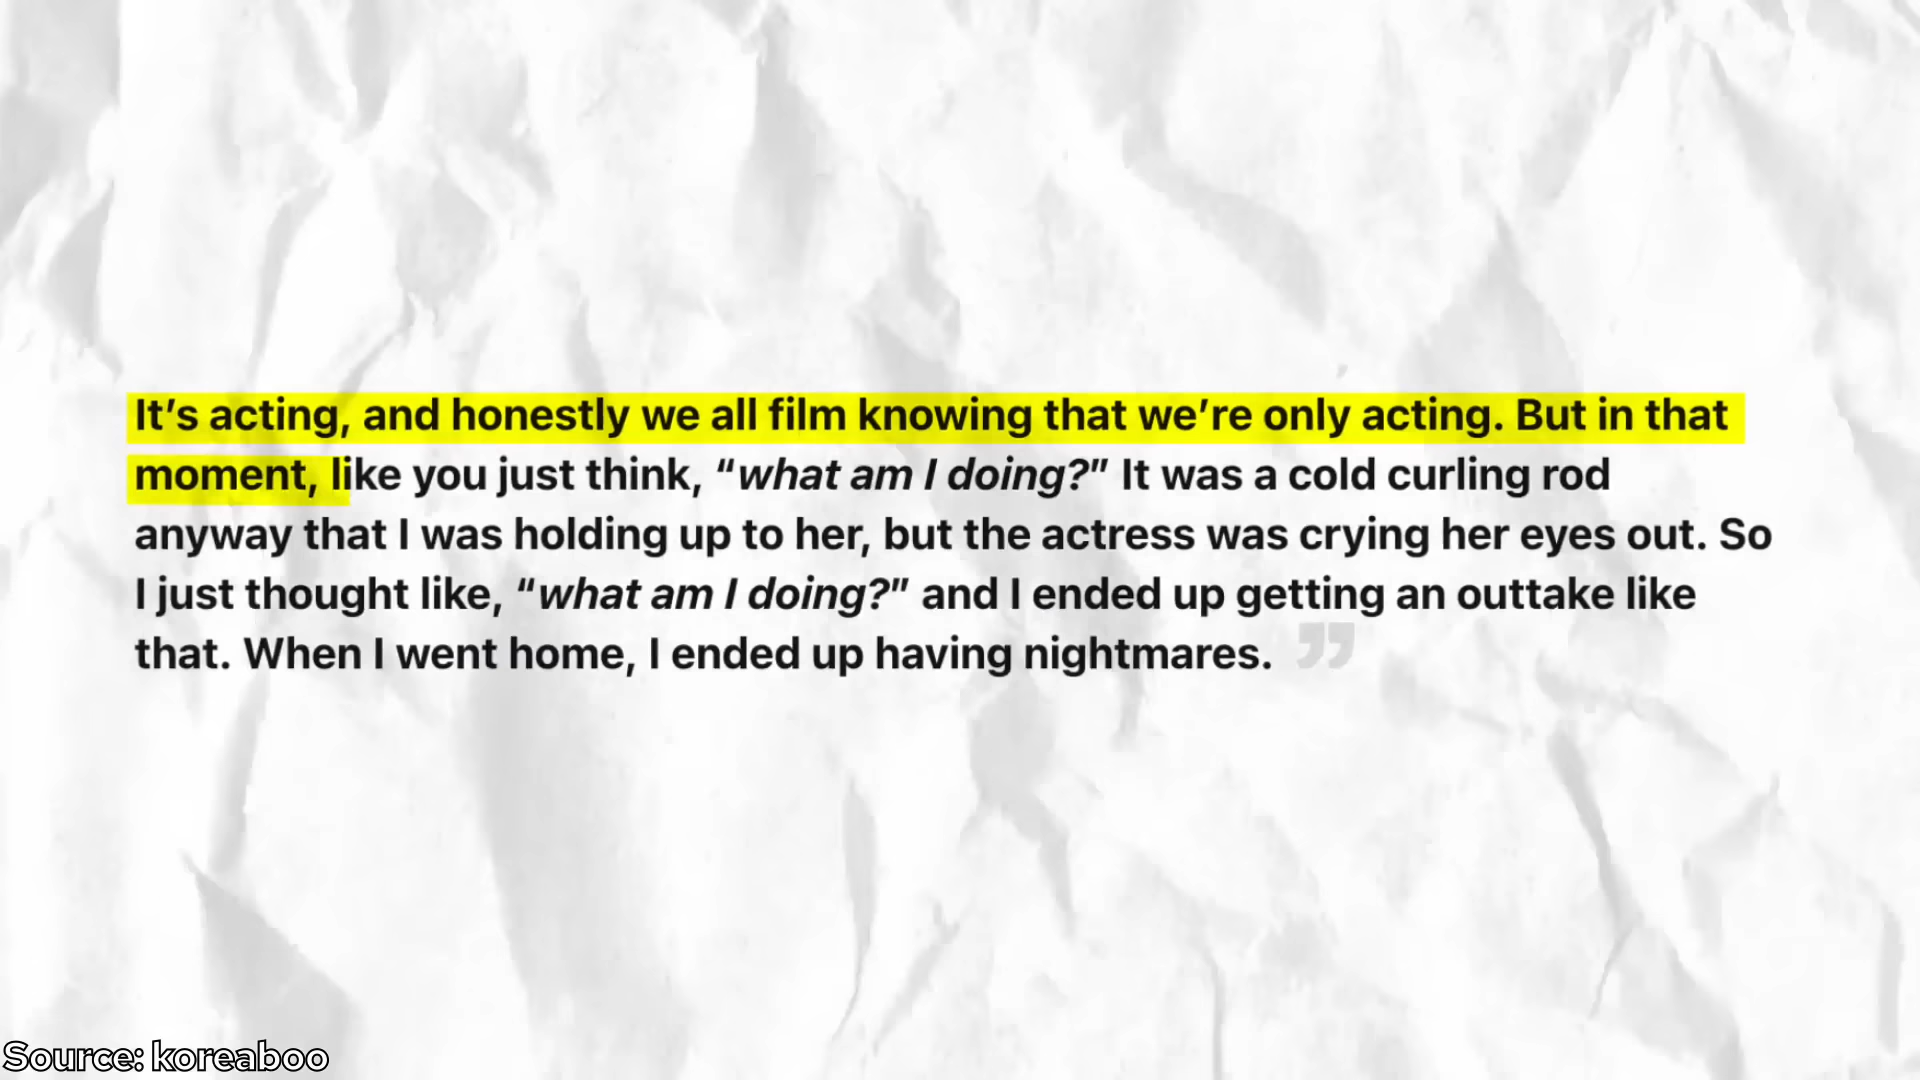 It’s acting, and honestly we all film knowing that we’re only acting. But in that
moment, like you just think, “what am I doing?” It was a cold curling rod
anyway that I was holding up to her, but the actress was crying her eyes out. So
I just thought like, “what am I doing?” and I ended up getting an outtake like
that. When I went home, I ended up having nightmares. ”
Source: koreaboo